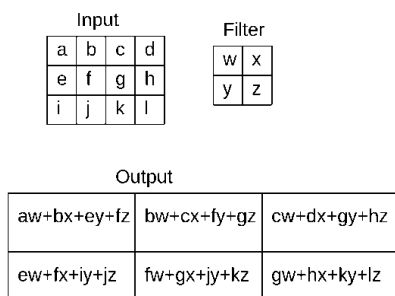 Input
Filter
a b c d
e f g h
i j k l
w x
y z
Output
aw+bx+ey+fz bw+cx+fy+gz cw+dx+gy+hz
ew+fx+iy+jz fw+gx+jy+kz gw+hx+ky+lz